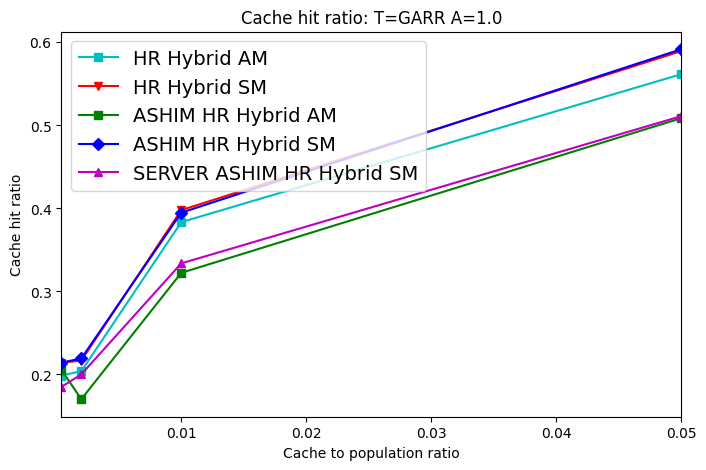 Cache hit ratio: T=GARR A=1.0
HR Hybrid AM
HR Hybrid SM
ASHIM HR Hybrid AM
ASHIM HR Hybrid SM
SERVER ASHIM HR Hybrid SM
Cache hit ratio
0.6
0.5
0.4
0.3
0.2
0.01 0.02 0.03 0.04 0.05
Cache to population ratio